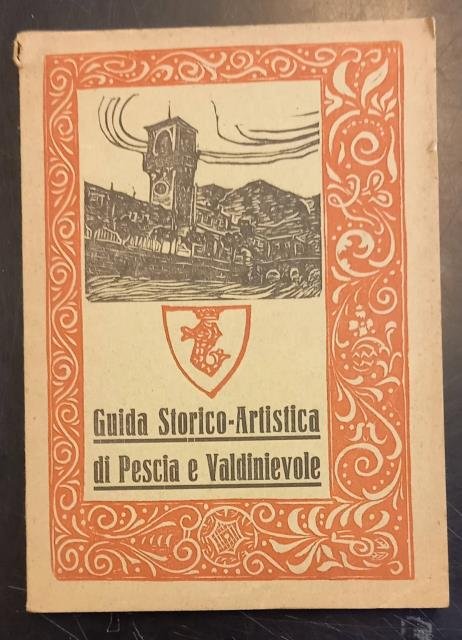 Guida Storico-Artistica
di Pescia e Valdinievole